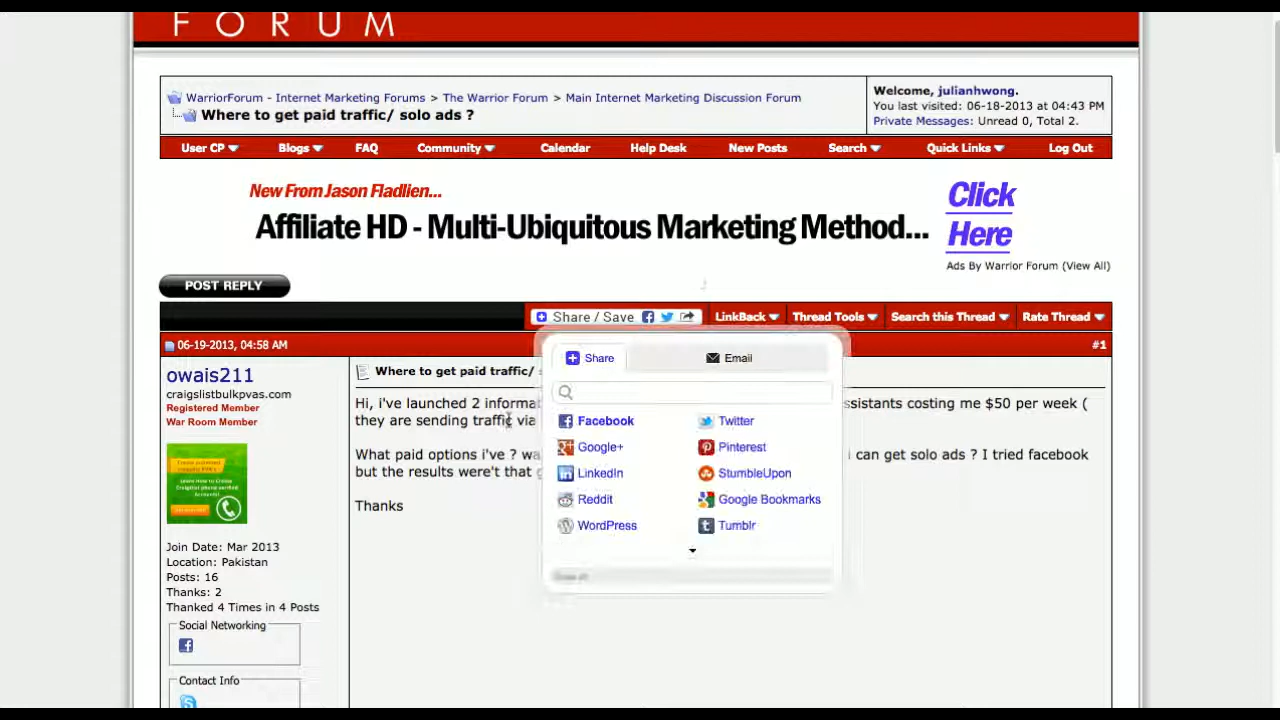 FORUM
WarriorForum - Internet Marketing Forums > The Warrior Forum > Main Internet Marketing Discussion Forum
Where to get paid traffic/ solo ads ?
Welcome, julianhwong.
You last visited: 06-18-2013 at 04:43 PM
Private Messages: Unread 0, Total 2.
User CP Blogs FAQ Community Calendar Help Desk New Posts Search Quick Links Log Out
New From Jason Fladlien...
Affiliate HD - Multi-Ubiquitous Marketing Method...
Click
Here
Ads By Warrior Forum (View All)
POST REPLY
Share / Save LinkBack Thread Tools Search this Thread Rate Thread
06-19-2013, 04:58 AM #1
owais211
craigslistbulkpvas.com
Registered Member
War Room Member
Join Date: Mar 2013
Location: Pakistan
Posts: 16
Thanks: 2
Thanked 4 Times in 4 Posts
Social Networking
Contact Info
Where to get paid traffic/
Hi, i've launched 2 informat ssistants costing me $50 per week (
they are sending traffic via
What paid options i've ? wa i can get solo ads ? I tried facebook
but the results were't that g
Thanks
Share Email
Facebook Twitter
Google+ Pinterest
LinkedIn StumbleUpon
Reddit Google Bookmarks
WordPress Tumblr